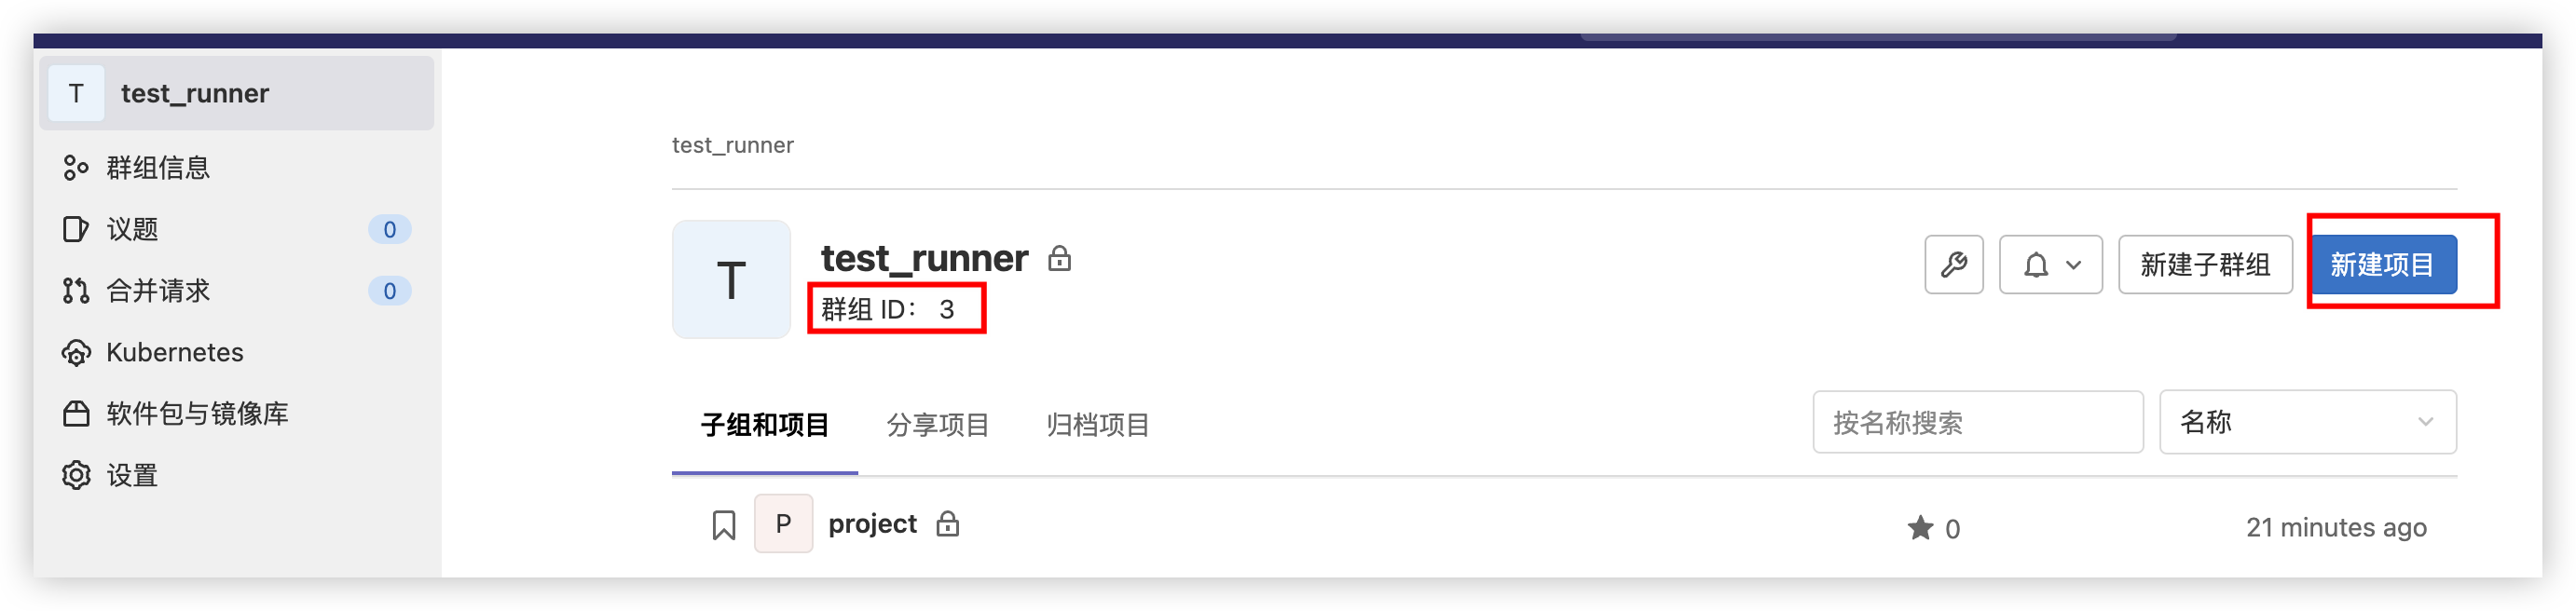 T test_runner
群组信息
议题 0
合并请求 0
Kubernetes
软件包与镜像库
设置
test_runner
T
test_runner
群组 ID： 3
新建子群组
新建项目
子组和项目 分享项目 归档项目
按名称搜索
名称
P project
0
21 minutes ago